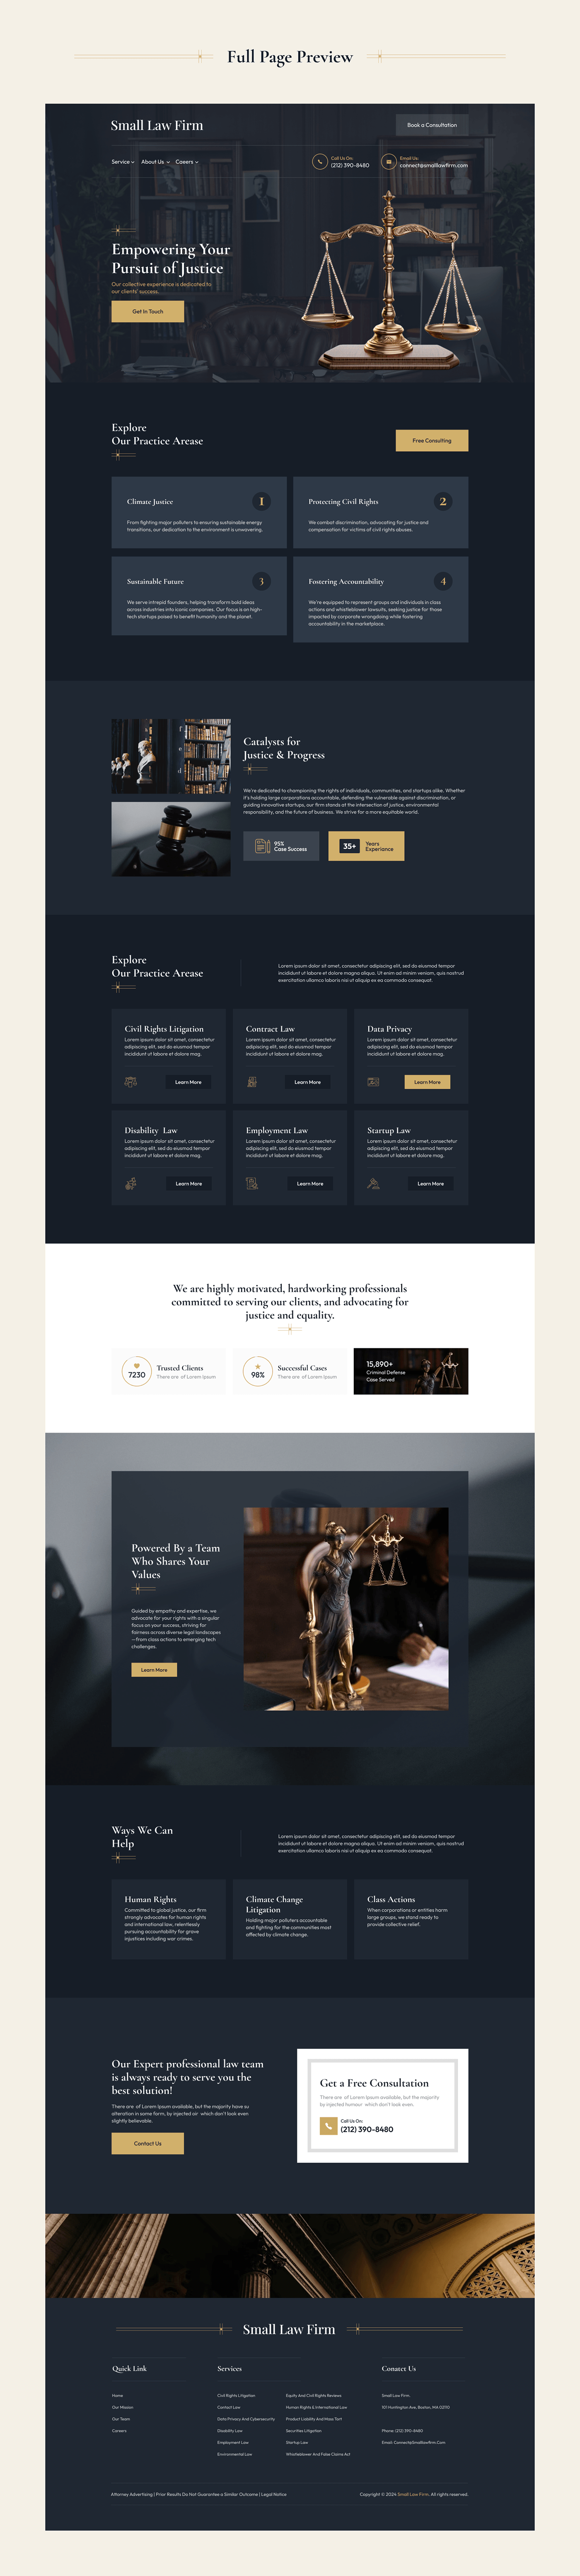 Full Page Preview
Small Law Firm
Book a Consultation
Service
About Us
Caeers
Call Us On:
(212) 390-8480
Email Us:
connect@smalllawfirm.com
Empowering Your
Pursuit of Justice
Our collective experience is dedicated to
our clients' success.
Get In Touch
Explore
Our Practice Arease
Free Consulting
Climate Justice
1
From fighting major polluters to ensuring sustainable energy
transitions, our dedication to the environment is unwavering.
Protecting Civil Rights
2
We combat discrimination, advocating for justice and
compensation for victims of civil rights abuses.
Sustainable Future
3
We serve intrepid founders, helping transform bold ideas
across industries into iconic companies. Our focus is on high-
tech startups poised to benefit humanity and the planet.
Fostering Accountability
4
We're equipped to represent groups and individuals in class
actions and whistleblower lawsuits, seeking justice for those
impacted by corporate wrongdoing while fostering
accountability in the marketplace.
Catalysts for
Justice & Progress
We're dedicated to championing the rights of individuals, communities, and startups alike. Whether
it's holding large corporations accountable, defending the vulnerable against discrimination, or
guiding innovative startups, our firm stands at the intersection of justice, environmental
responsibility, and the future of business. We strive for a more equitable world.
95%
Case Success
35+
Years
Experiance
Explore
Our Practice Arease
Lorem ipsum dolor sit amet, consectetur adipiscing elit, sed do eiusmod tempor
incididunt ut labore et dolore magna aliqua. Ut enim ad minim veniam, quis nostrud
exercitation ullamco laboris nisi ut aliquip ex ea commodo consequat.
Civil Rights Litigation
Lorem ipsum dolor sit amet, consectetur
adipiscing elit, sed do eiusmod tempor
incididunt ut labore et dolore mag.
Learn More
Contract Law
Lorem ipsum dolor sit amet, consectetur
adipiscing elit, sed do eiusmod tempor
incididunt ut labore et dolore mag.
Learn More
Data Privacy
Lorem ipsum dolor sit amet, consectetur
adipiscing elit, sed do eiusmod tempor
incididunt ut labore et dolore mag.
Learn More
Disability Law
Lorem ipsum dolor sit amet, consectetur
adipiscing elit, sed do eiusmod tempor
incididunt ut labore et dolore mag.
Learn More
Employment Law
Lorem ipsum dolor sit amet, consectetur
adipiscing elit, sed do eiusmod tempor
incididunt ut labore et dolore mag.
Learn More
Startup Law
Lorem ipsum dolor sit amet, consectetur
adipiscing elit, sed do eiusmod tempor
incididunt ut labore et dolore mag.
Learn More
We are highly motivated, hardworking professionals
committed to serving our clients, and advocating for
justice and equality.
7230
Trusted Clients
There are of Lorem Ipsum
98%
Successful Cases
There are of Lorem Ipsum
15,890+
Criminal Defense
Case Served
Powered By a Team
Who Shares Your
Values
Guided by empathy and expertise, we
advocate for your rights with a singular
focus on your success, striving for
fairness across diverse legal landscapes
—from class actions to emerging tech
challenges.
Learn More
Ways We Can
Help
Lorem ipsum dolor sit amet, consectetur adipiscing elit, sed do eiusmod tempor
incididunt ut labore et dolore magna aliqua. Ut enim ad minim veniam, quis nostrud
exercitation ullamco laboris nisi ut aliquip ex ea commodo consequat.
Human Rights
Committed to global justice, our firm
strongly advocates for human rights
and international law, relentlessly
pursuing accountability for grave
injustices including war crimes.
Climate Change
Litigation
Holding major polluters accountable
and fighting for the communities most
affected by climate change.
Class Actions
When corporations or entities harm
large groups, we stand ready to
provide collective relief.
Our Expert professional law team
is always ready to serve you the
best solution!
There are of Lorem Ipsum available, but the majority have su
alteration in some form, by injected air which don't look even
slightly believable.
Contact Us
Get a Free Consultation
There are of Lorem Ipsum available, but the majority
by injected humour which don't look even.
Call Us On:
(212) 390-8480
Small Law Firm
Quick Link
Home
Our Mission
Our Team
Careers
Services
Civil Rights Litigation
Contact Law
Data Privacy And Cybersecurity
Disability Law
Employment Law
Environmental Law
Equity And Civil Rights Reviews
Human Rights & International Law
Product Liability And Mass Tort
Securities Litigation
Startup Law
Whistleblower And False Claims Act
Conatct Us
Small Law Firm.
101 Huntington Ave, Boston, MA 02110
Phone: (212) 390-8480
Email: Connect@Smalllawfirm.Com
Attorney Advertising | Prior Results Do Not Guarantee a Similar Outcome | Legal Notice
Copyright © 2024 Small Law Firm. All rights reserved.